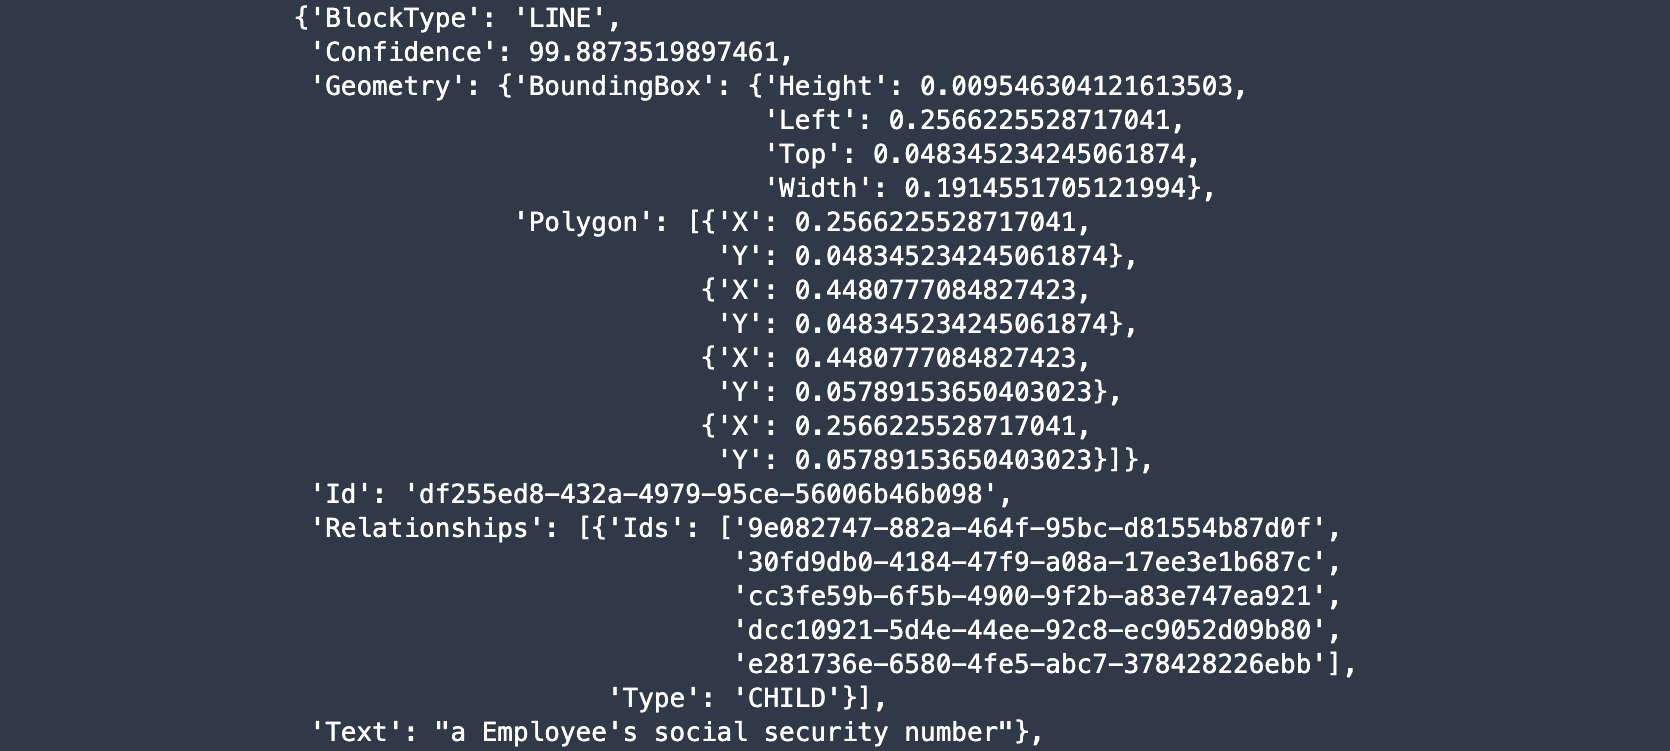 {'BlockType': 'LINE',
'Confidence': 99.8873519897461,
'Geometry': {'BoundingBox': {'Height': 0.009546304121613503,
'Left': 0.2566225528717041,
'Top': 0.048345234245061874,
'Width': 0.1914551705121994},
'Polygon': [{'X': 0.2566225528717041,
'Y': 0.048345234245061874},
{'X': 0.4480777084827423,
'Y': 0.048345234245061874},
{'X': 0.4480777084827423,
'Y': 0.05789153650403023},
{'X': 0.2566225528717041,
'Y': 0.05789153650403023}]},
'Id': 'df255ed8-432a-4979-95ce-56006b46b098',
'Relationships': [{'Ids': ['9e082747-882a-464f-95bc-d81554b87d0f',
'30fd9db0-4184-47f9-a08a-17ee3e1b687c',
'cc3fe59b-6f5b-4900-9f2b-a83e747ea921',
'dcc10921-5d4e-44ee-92c8-ec9052d09b80',
'e281736e-6580-4fe5-abc7-378428226ebb'],
'Type': 'CHILD'}],
'Text': "a Employee's social security number"},